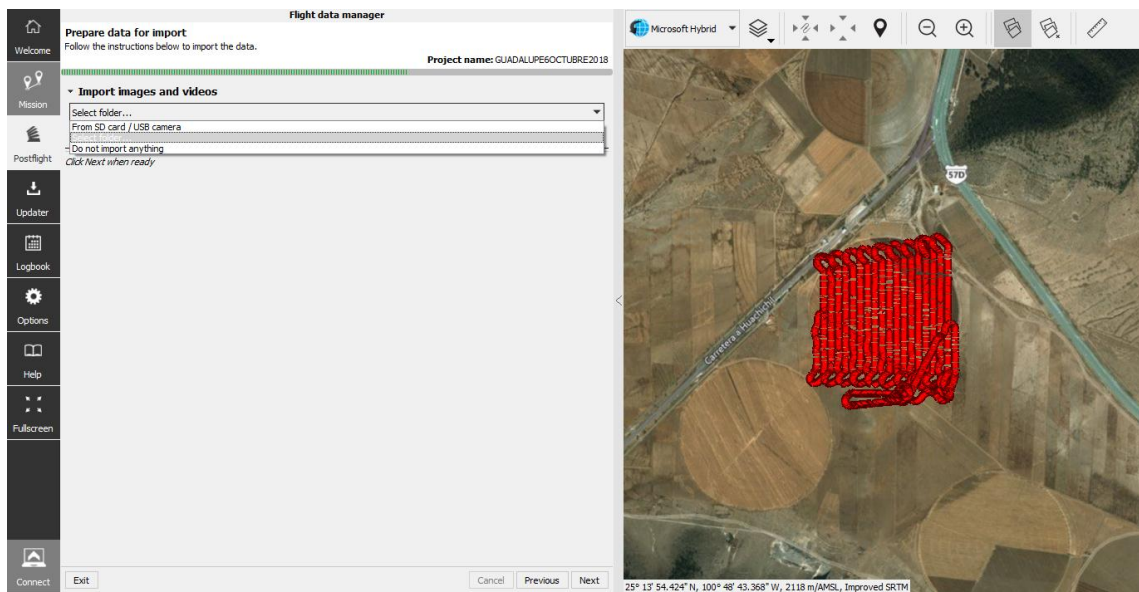 Flight data manager
Welcome
Mission
Postflight
Updater
Logbook
Options
Help
Fullscreen
Connect
Prepare data for import
Follow the instructions below to import the data.
Project name: GUADALUPE6OCTUBRE2018
Import images and videos
Select folder...
From SD card / USB camera
Select folder...
Do not import anything
Click Next when ready
Exit
Cancel
Previous
Next
Microsoft Hybrid
57D
Carretera a Huachichil
25° 13' 54.424" N, 100° 48' 43.368" W, 2118 m/AMSL, Improved SRTM